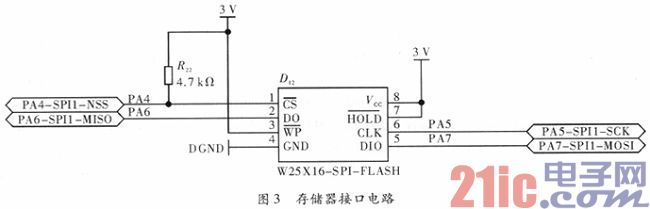 3 V
R22
4.7 kΩ
D12
3 V
PA4-SPI1-NSS
PA4
1
CS
VCC
8
PA6-SPI1-MISO
PA6
2
DO
HOLD
7
3
WP
CLK
6
PA5
PA5-SPI1-SCK
DGND
4
GND
DIO
5
PA7
PA7-SPI1-MOSI
W25X16-SPI-FLASH
图 3 存储器接口电路
21ic.com
电子网